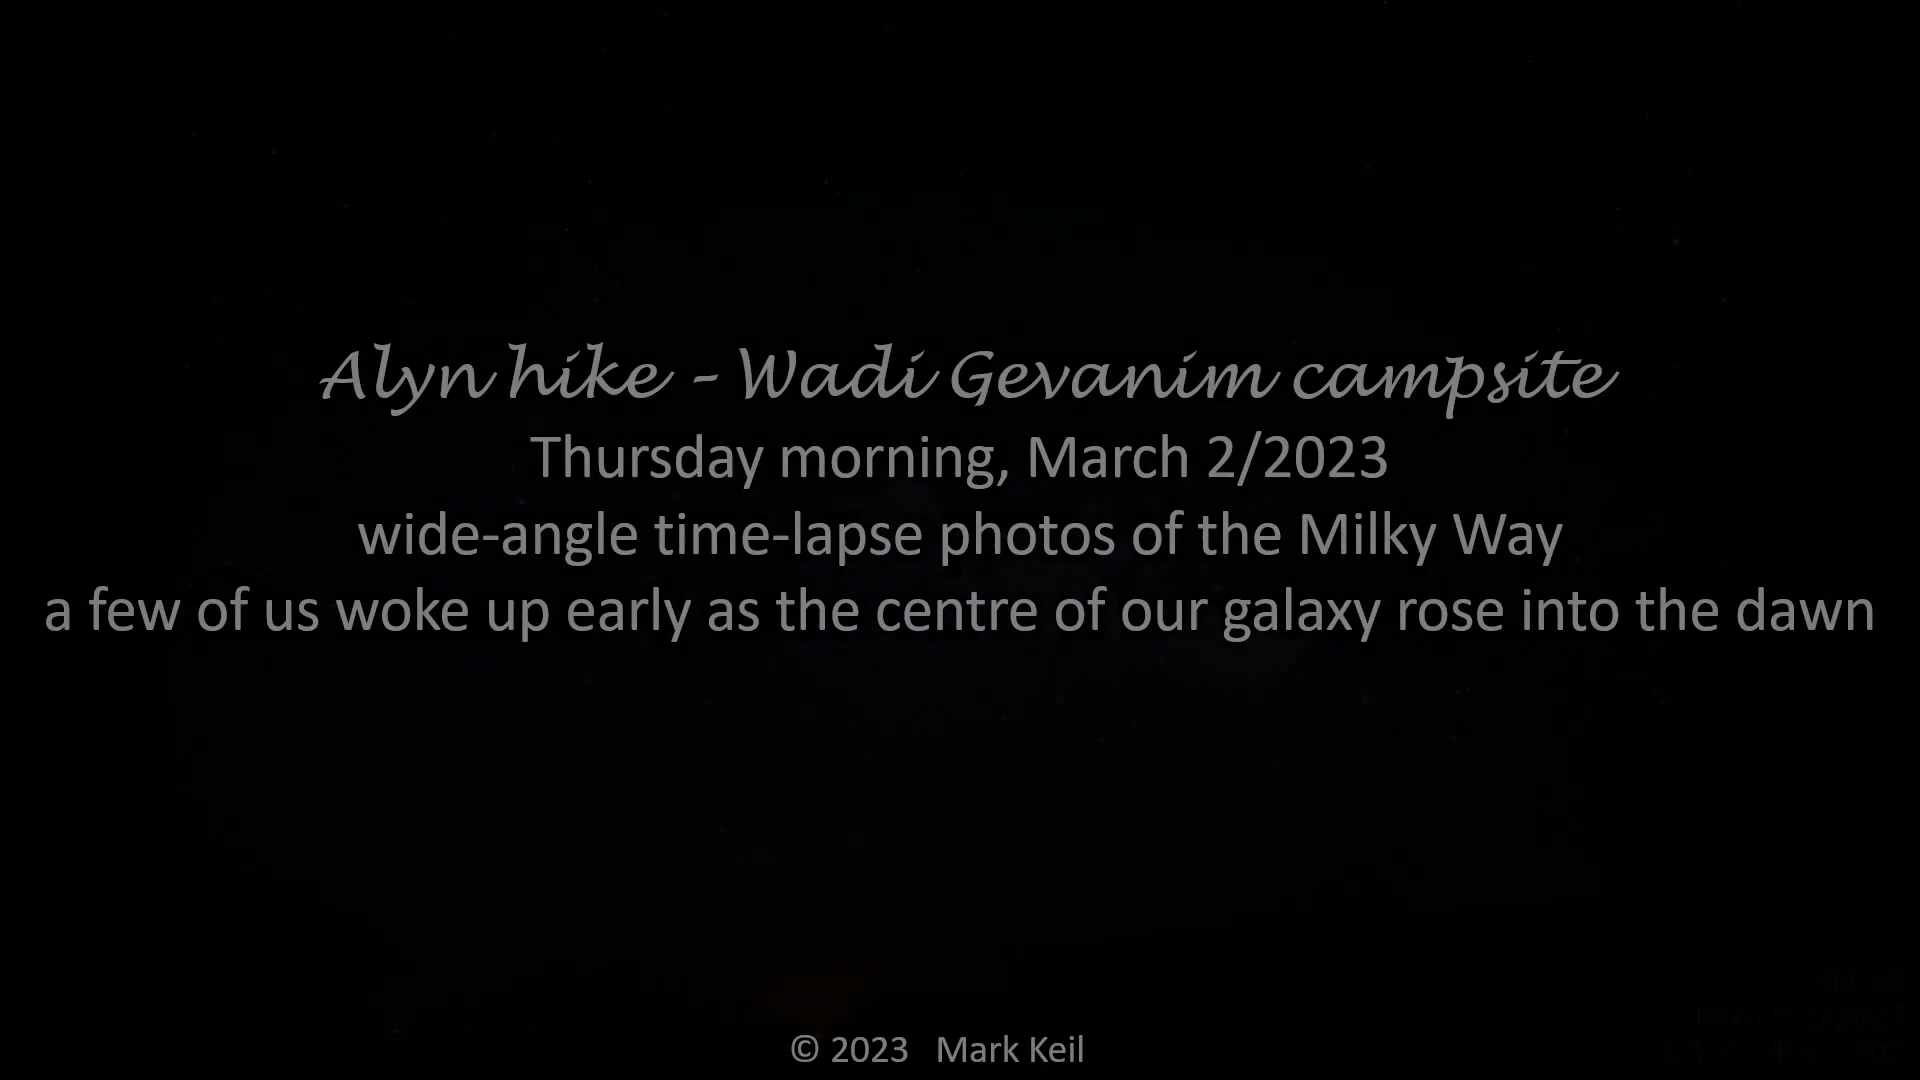 Alyn hike – Wadi Gevanim campsite
Thursday morning, March 2/2023
wide-angle time-lapse photos of the Milky Way
a few of us woke up early as the centre of our galaxy rose into the dawn
© 2023 Mark Keil